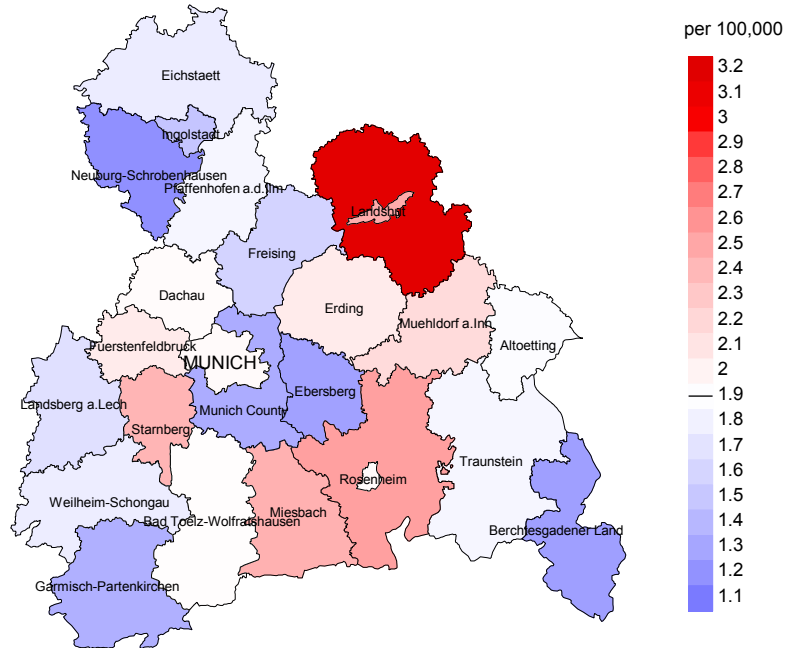 per 100,000
Eichstaett
Ingolstadt
Neuburg-Schrobenhausen
Pfaffenhofen a.d.Ilm
Landshut
Freising
Dachau
Erding
Muehldorf a.Inn
Altoetting
Fuerstenfeldbruck
MUNICH
Ebersberg
Landsberg a.Lech
Munich County
Starnberg
Traunstein
Rosenheim
Weilheim-Schongau
Miesbach
Bad Toelz-Wolfratshausen
Berchtesgadener Land
Garmisch-Partenkirchen
3.2
3.1
3
2.9
2.8
2.7
2.6
2.5
2.4
2.3
2.2
2.1
2
1.9
1.8
1.7
1.6
1.5
1.4
1.3
1.2
1.1